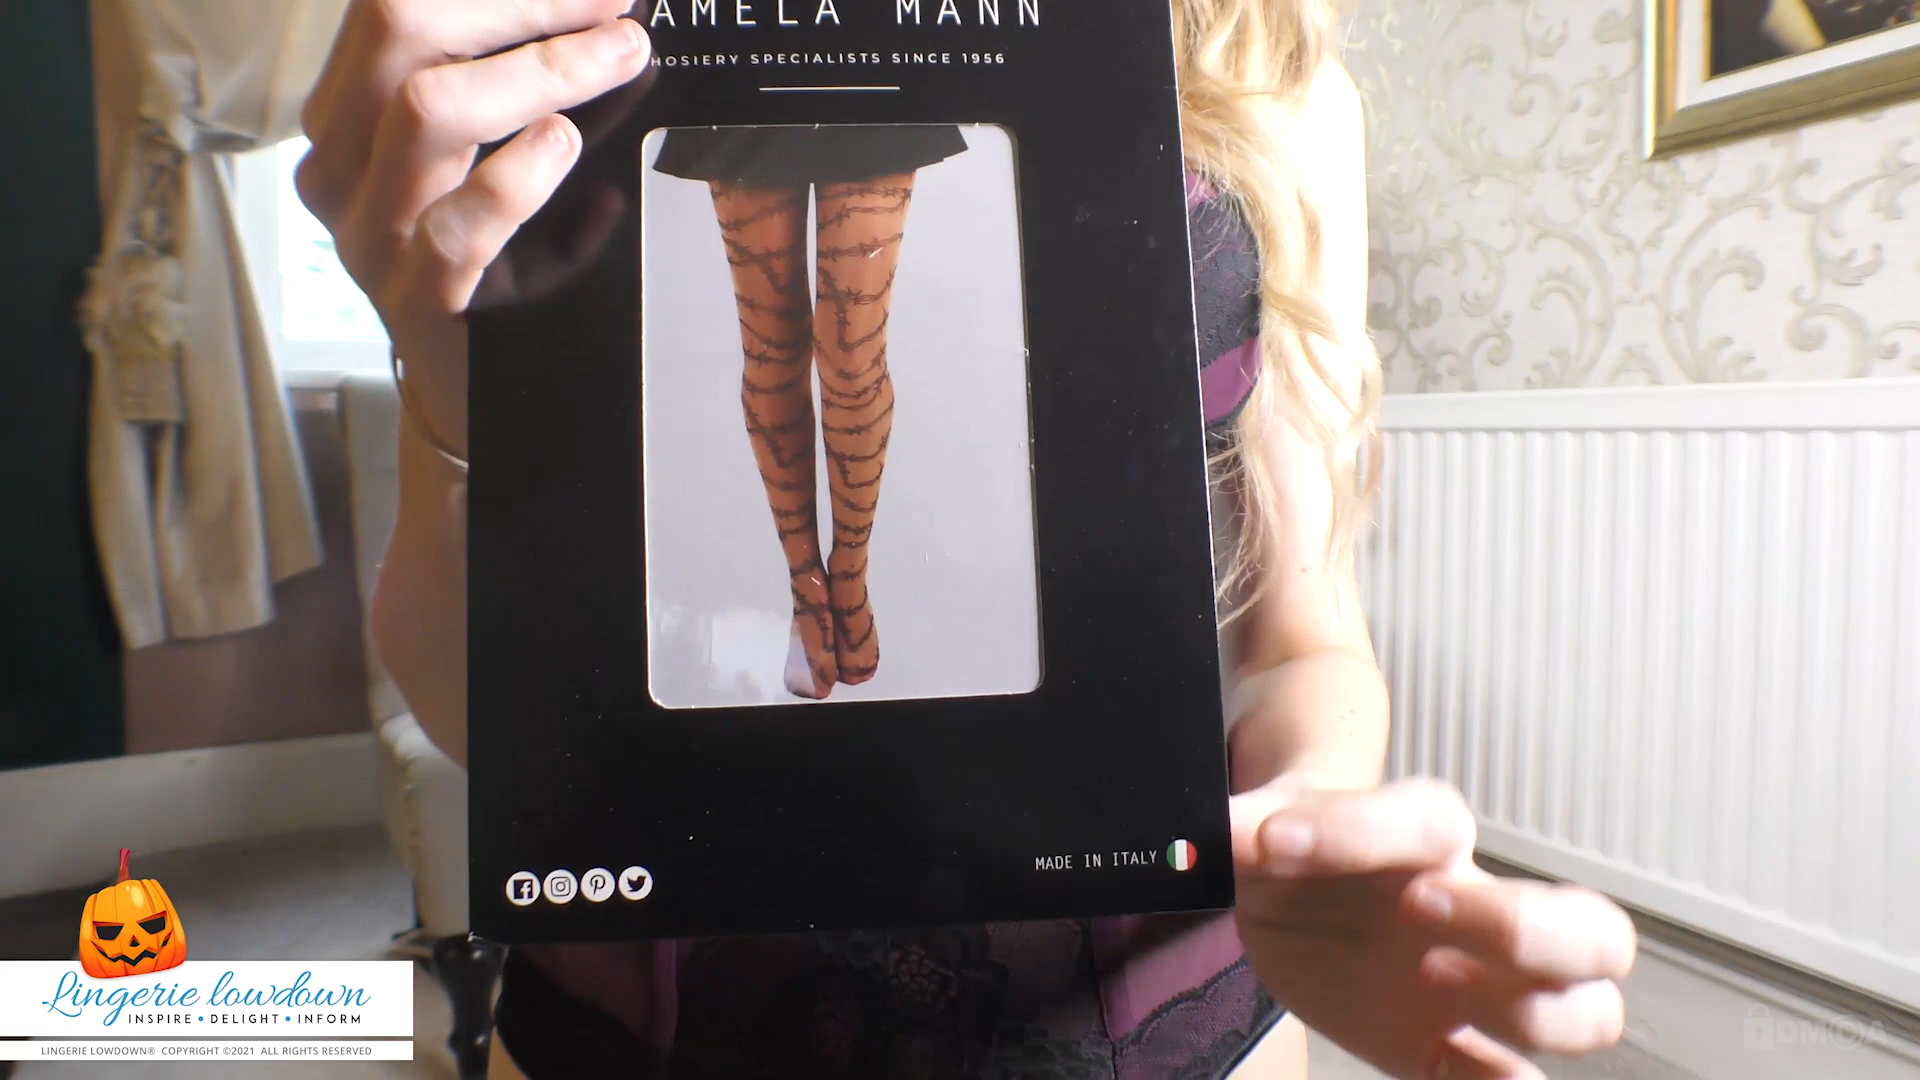 AMELA MANN
HOSIERY SPECIALISTS SINCE 1956
MADE IN ITALY
Lingerie lowdown
INSPIRE • DELIGHT • INFORM
LINGERIE LOWDOWN® COPYRIGHT ©2021 ALL RIGHTS RESERVED
DMCA